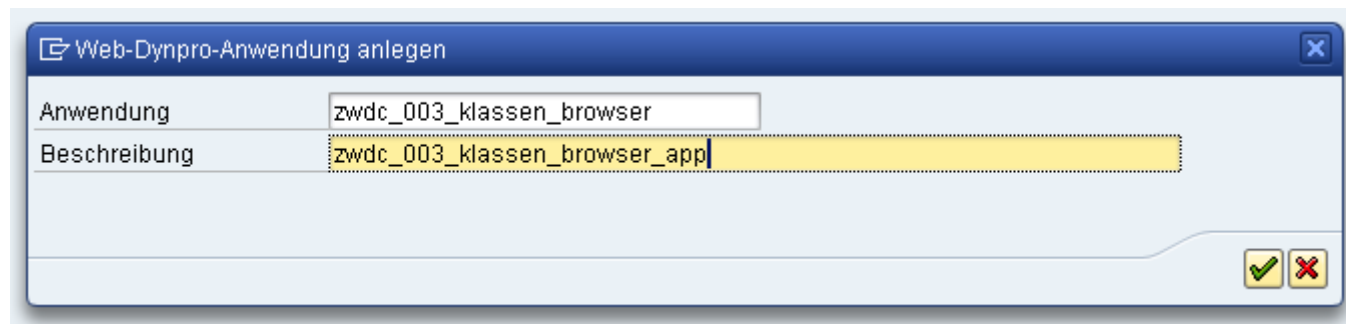 Web-Dynpro-Anwendung anlegen
Anwendung zwdc_003_klassen_browser
Beschreibung zwdc_003_klassen_browser_app